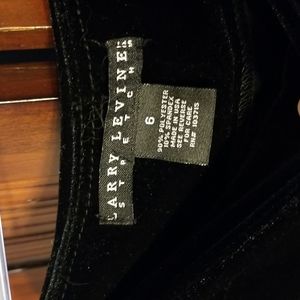 LARRY LEVINE
STRETCH
6
90% POLYESTER
10% SPANDEX
MADE IN USA
SEE REVERSE
FOR CARE